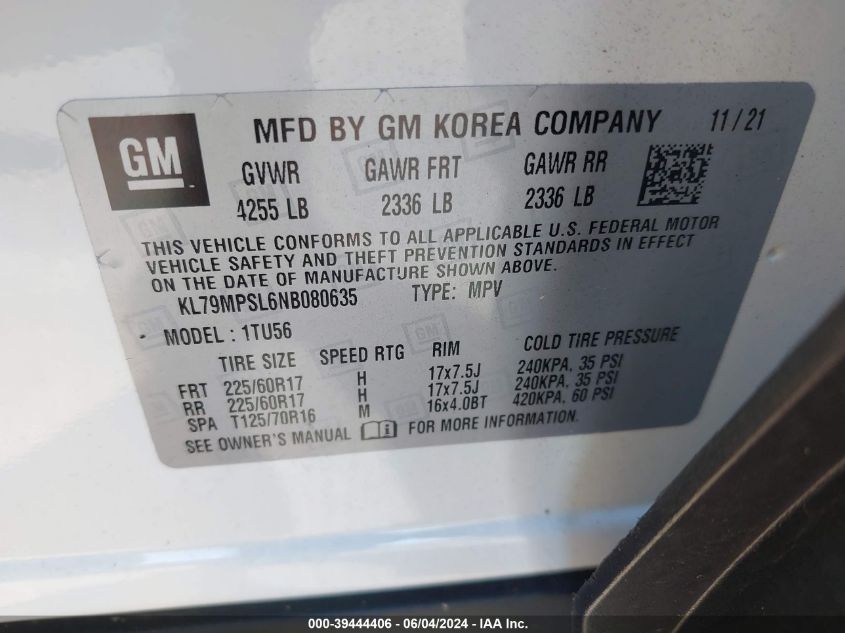 GM
MFD BY GM KOREA COMPANY 11/21
GVWR GAWR FRT GAWR RR
4255 LB 2336 LB 2336 LB
THIS VEHICLE CONFORMS TO ALL APPLICABLE U.S. FEDERAL MOTOR
VEHICLE SAFETY AND THEFT PREVENTION STANDARDS IN EFFECT
ON THE DATE OF MANUFACTURE SHOWN ABOVE.
KL79MPSL6NB080635 TYPE: MPV
MODEL: 1TU56
TIRE SIZE SPEED RTG RIM COLD TIRE PRESSURE
FRT 225/60R17 H 17x7.5J 240KPA, 35 PSI
RR 225/60R17 H 17x7.5J 240KPA, 35 PSI
SPA T125/70R16 M 16x4.0BT 420KPA, 60 PSI
SEE OWNER'S MANUAL FOR MORE INFORMATION.
000-39444406 - 06/04/2024 - IAA Inc.